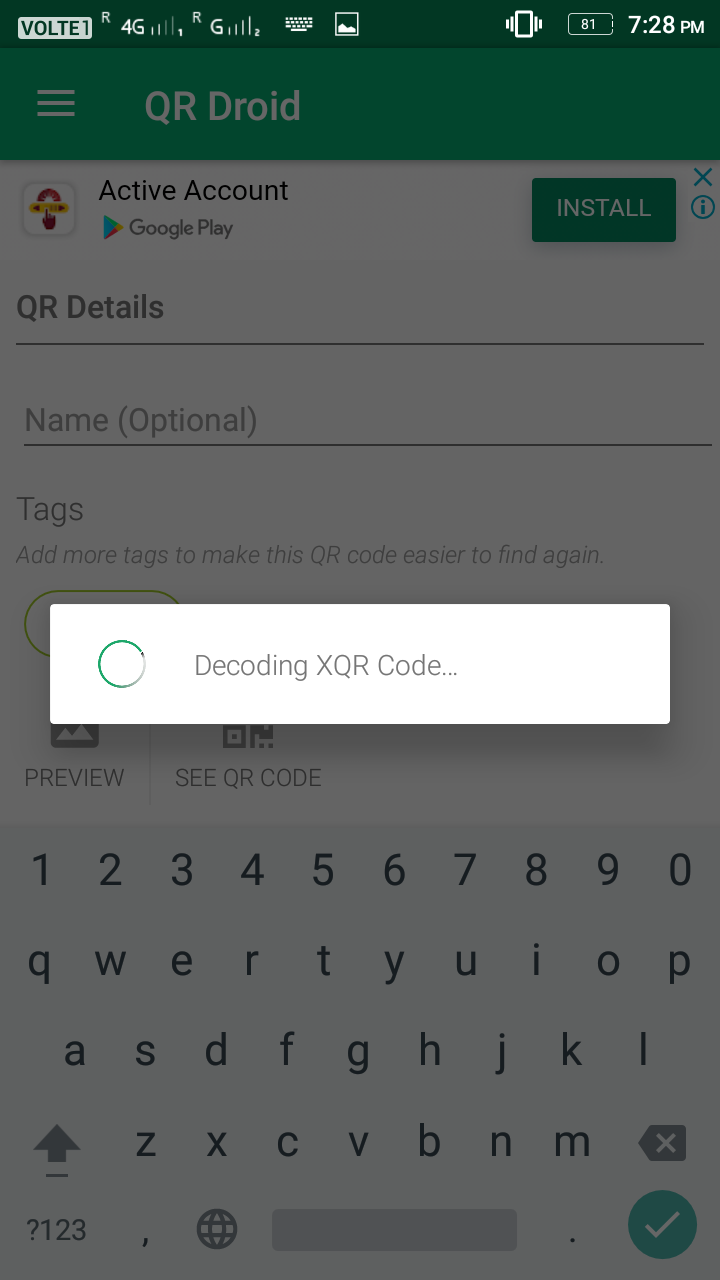 VOLTE1 R 4G 1 R G 2 81 7:28 PM
QR Droid
Active Account
Google Play
INSTALL
QR Details
Name (Optional)
Tags
Add more tags to make this QR code easier to find again.
Decoding XQR Code...
PREVIEW SEE QR CODE
1 2 3 4 5 6 7 8 9 0
q w e r t y u i o p
a s d f g h j k l
z x c v b n m
?123 , .